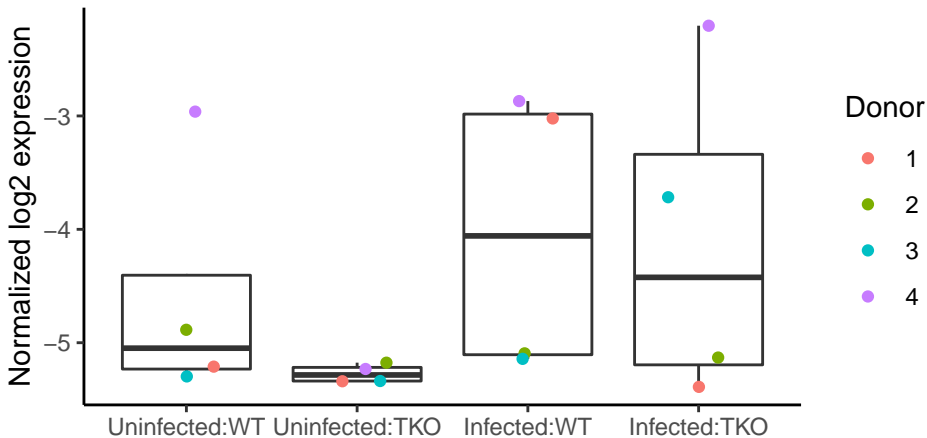 Normalized log2 expression
−3
−4
−5
Uninfected:WT
Uninfected:TKO
Infected:WT
Infected:TKO
Donor
1
2
3
4